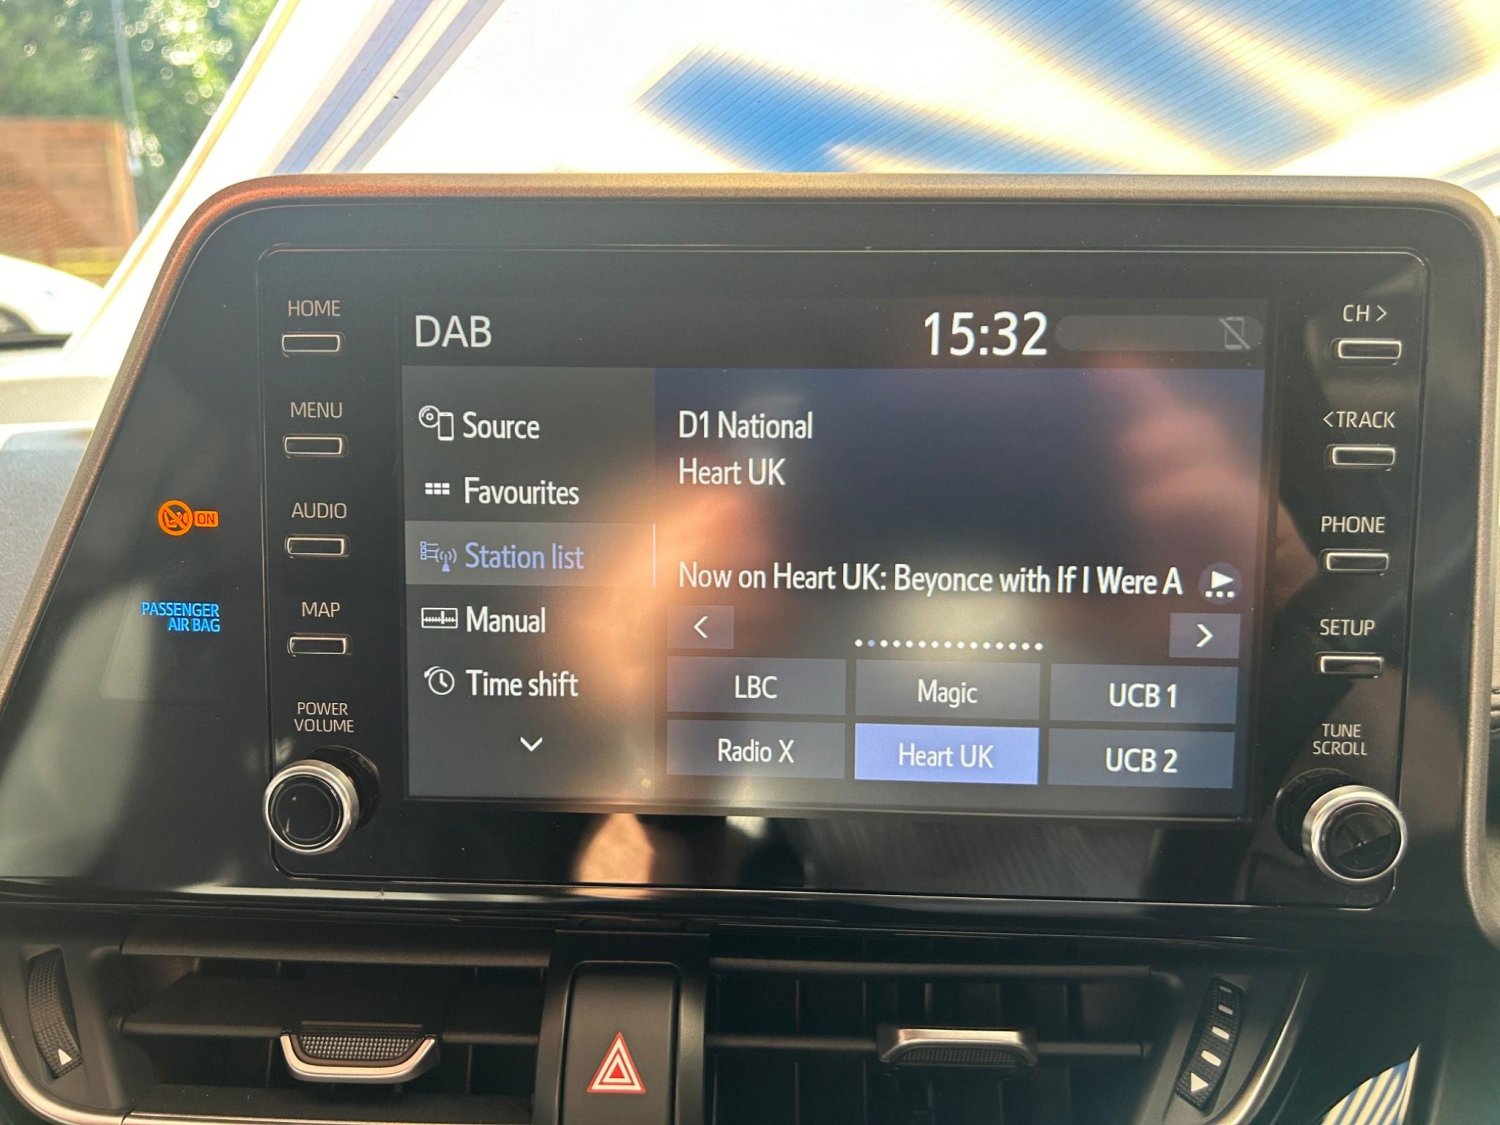 HOME
MENU
AUDIO
MAP
POWER
VOLUME
ON
PASSENGER
AIR BAG
DAB
15:32
Source
Favourites
Station list
Manual
Time shift
D1 National
Heart UK
Now on Heart UK: Beyonce with If I Were A
LBC
Magic
UCB 1
Radio X
Heart UK
UCB 2
CH >
<TRACK
PHONE
SETUP
TUNE
SCROLL